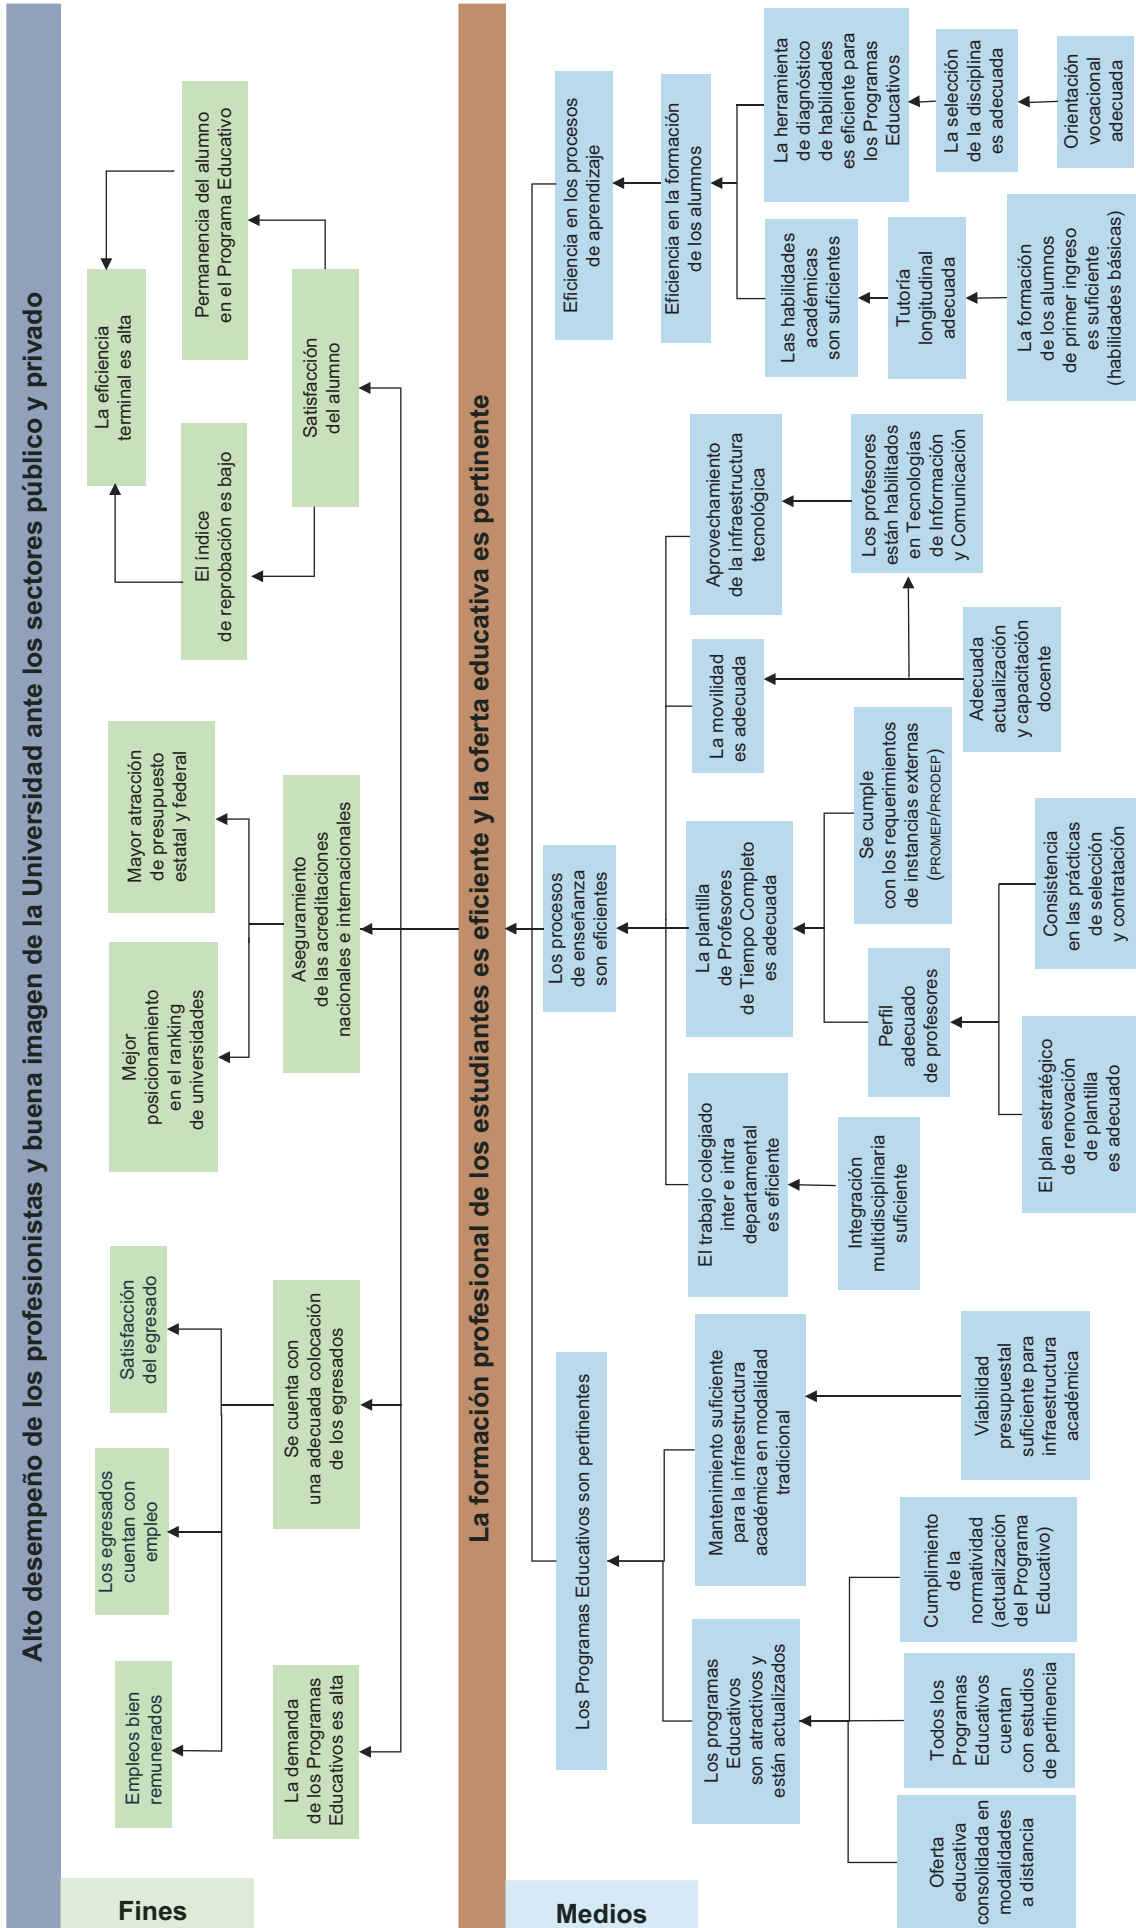 Alto desempeño de los profesionistas y buena imagen de la Universidad ante los sectores público y privado
Fines
Empleos bien
remunerados
Los egresados
cuentan con
empleo
Satisfacción
del egresado
Mejor
posicionamiento
en el ranking
de universidades
Mayor atracción
de presupuesto
estatal y federal
La eficiencia
terminal es alta
El índice
de reprobación es bajo
Permanencia del alumno
en el Programa Educativo
La demanda
de los Programas
Educativos es alta
Se cuenta con
una adecuada colocación
de los egresados
Aseguramiento
de las acreditaciones
nacionales e internacionales
Satisfacción
del alumno
La formación profesional de los estudiantes es eficiente y la oferta educativa es pertinente
Medios
Los Programas Educativos son pertinentes
Los procesos
de enseñanza
son eficientes
Eficiencia en los procesos
de aprendizaje
Eficiencia en la formación
de los alumnos
Los programas
Educativos
son atractivos y
están actualizados
Mantenimiento suficiente
para la infraestructura
académica en modalidad
tradicional
El trabajo colegiado
inter e intra
departamental
es eficiente
La plantilla
de Profesores
de Tiempo Completo
es adecuada
La movilidad
es adecuada
Aprovechamiento
de la infraestructura
tecnológica
Las habilidades
académicas
son suficientes
La herramienta
de diagnóstico
de habilidades
es eficiente para
los Programas
Educativos
Integración
multidisciplinaria
suficiente
Perfil
adecuado
de profesores
Se cumple
con los requerimientos
de instancias externas
(PROMEP/PRODEP)
Los profesores
están habilitados
en Tecnologías
de Información
y Comunicación
Tutoría
longitudinal
adecuada
La selección
de la disciplina
es adecuada
Oferta
educativa
consolidada en
modalidades
a distancia
Todos los
Programas
Educativos
cuentan
con estudios
de pertinencia
Cumplimiento
de la
normatividad
(actualización
del Programa
Educativo)
Viabilidad
presupuestal
suficiente para
infraestructura
académica
El plan estratégico
de renovación
de plantilla
es adecuado
Consistencia
en las prácticas
de selección
y contratación
Adecuada
actualización
y capacitación
docente
La formación
de los alumnos
de primer ingreso
es suficiente
(habilidades básicas)
Orientación
vocacional
adecuada